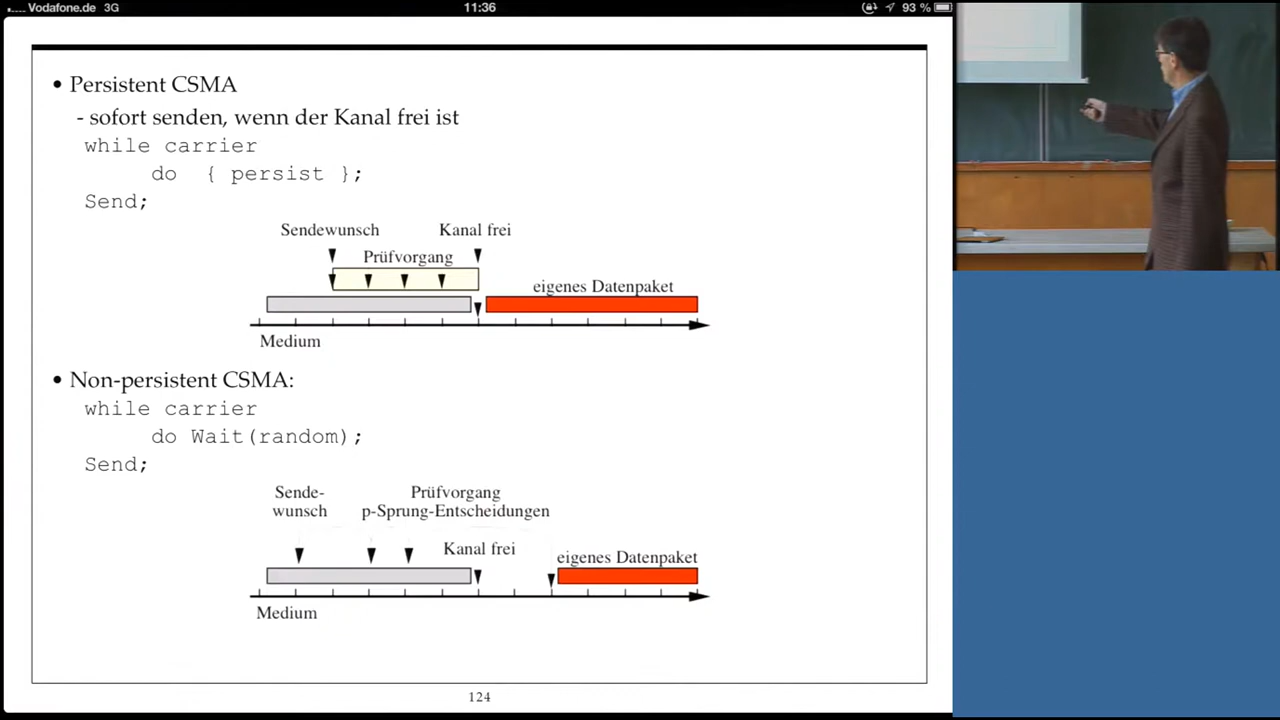 Vodafone.de 3G 11:36 93 %
• Persistent CSMA
- sofort senden, wenn der Kanal frei ist
while carrier
do { persist };
Send;
Sendewunsch Kanal frei
Prüfvorgang
eigenes Datenpaket
Medium
• Non-persistent CSMA:
while carrier
do Wait(random);
Send;
Sende- Prüfvorgang
wunsch p-Sprung-Entscheidungen
Kanal frei
eigenes Datenpaket
Medium
124